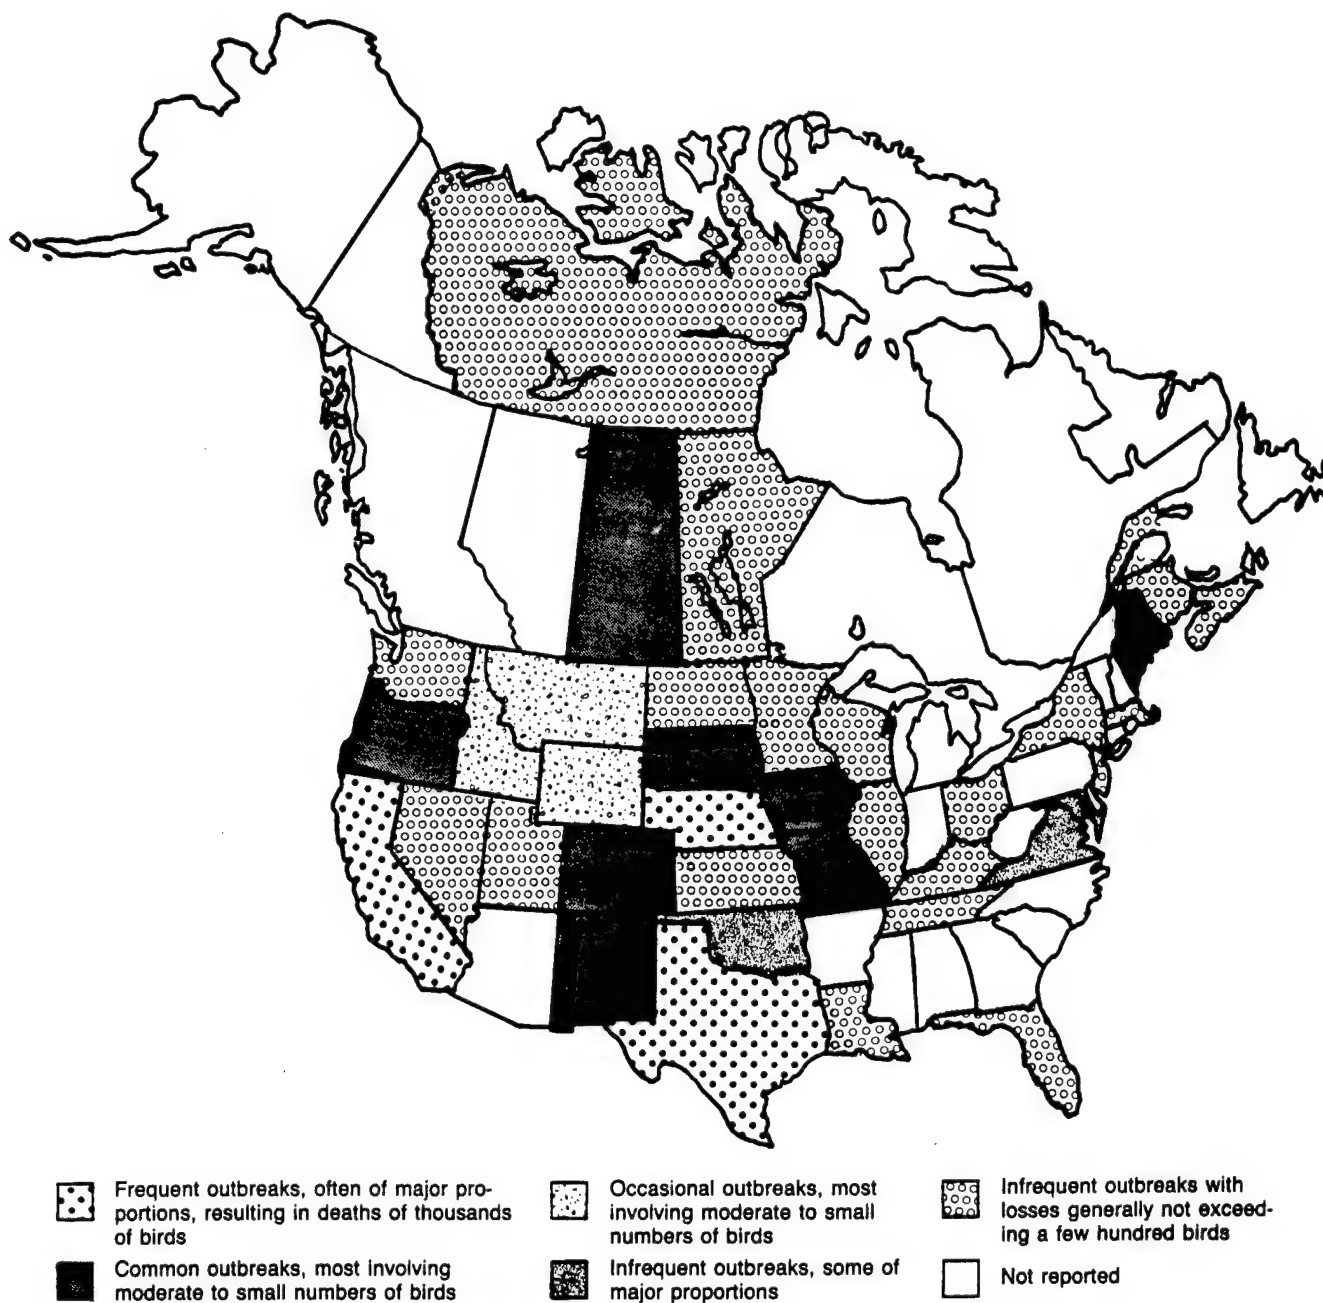 Frequent outbreaks, often of major pro-
portions, resulting in deaths of thousands
of birds
Common outbreaks, most involving
moderate to small numbers of birds
Occasional outbreaks, most
involving moderate to small
numbers of birds
Infrequent outbreaks, some of
major proportions
Infrequent outbreaks with
losses generally not exceed-
ing a few hundred birds
Not reported